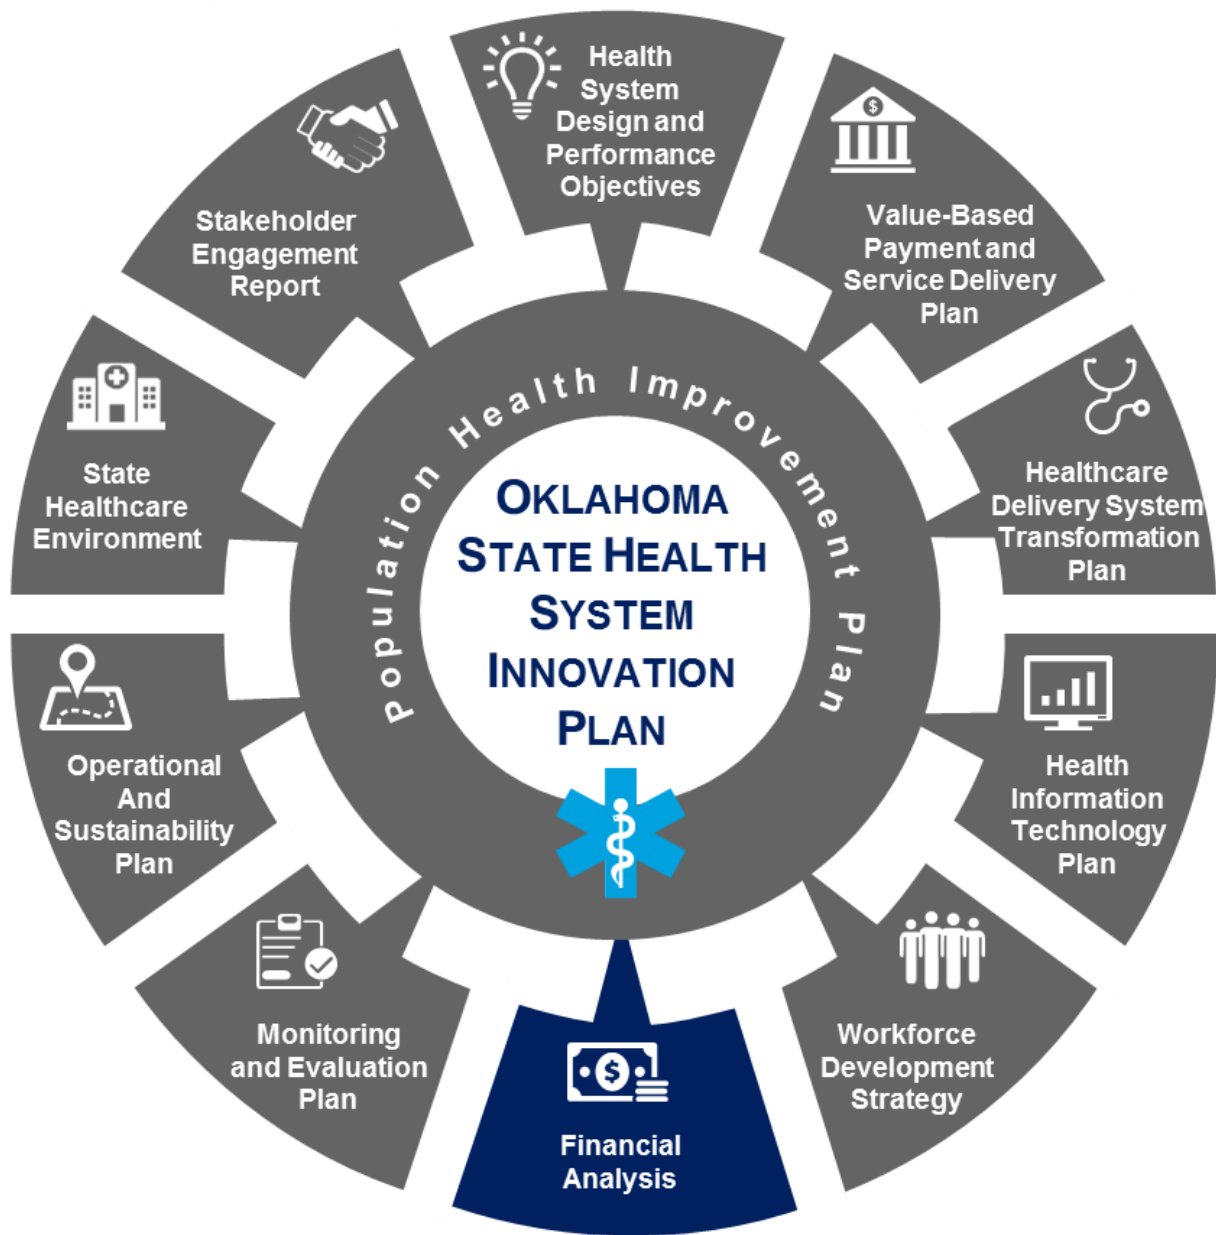 Health
System
Design and
Performance
Objectives
Value-Based
Payment and
Service Delivery
Plan
Healthcare
Delivery System
Transformation
Plan
Health
Information
Technology
Plan
Workforce
Development
Strategy
$
Financial
Analysis
Monitoring
and Evaluation
Plan
Operational
And
Sustainability
Plan
State
Healthcare
Environment
Stakeholder
Engagement
Report
$
Population Health Improvement Plan
OKLAHOMA
STATE HEALTH
SYSTEM
INNOVATION
PLAN